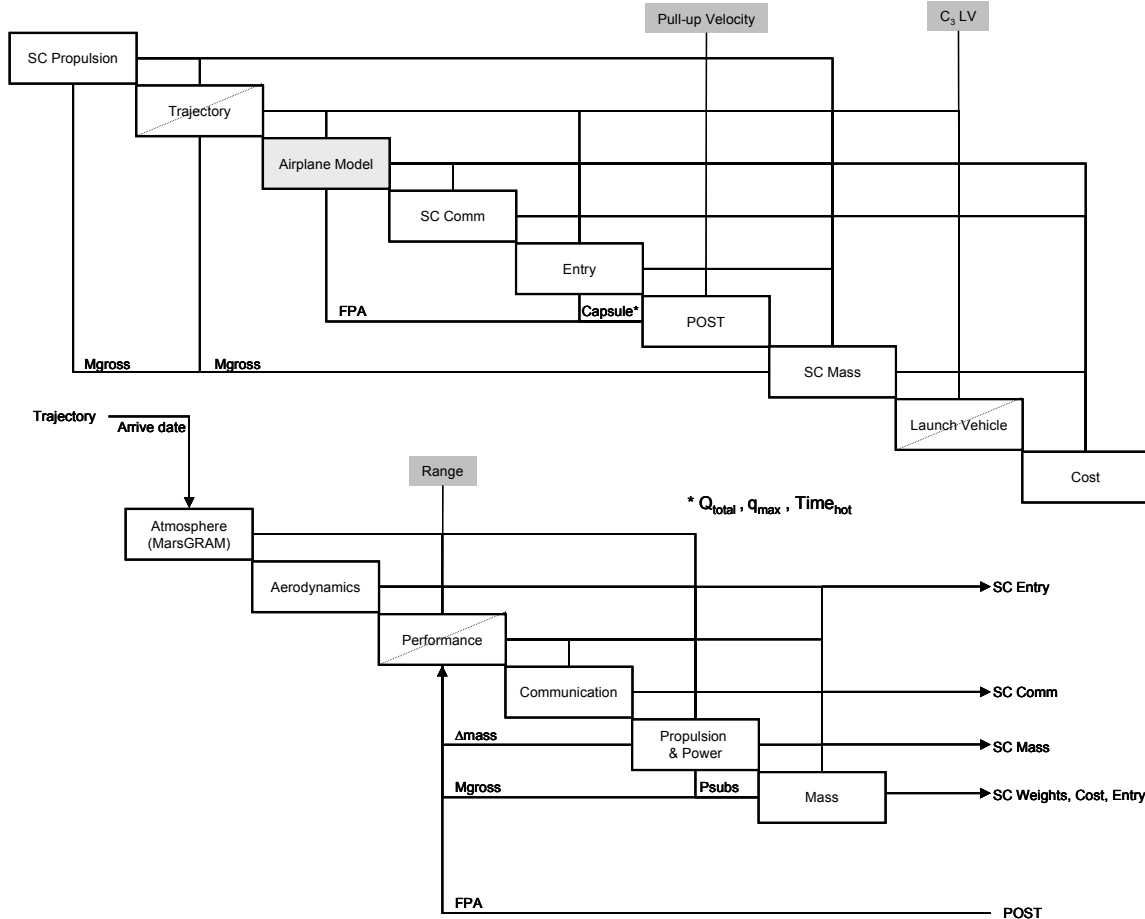 Pull-up Velocity
C3 LV
SC Propulsion
Trajectory
Airplane Model
SC Comm
Entry
FPA
Capsule*
POST
Mgross
Mgross
SC Mass
Trajectory
Arrive date
Launch Vehicle
Range
Cost
* Qtotal , qmax , Timehot
Atmosphere
(MarsGRAM)
Aerodynamics
SC Entry
Performance
Communication
SC Comm
Δmass
Propulsion
& Power
SC Mass
Mgross
Psubs
Mass
SC Weights, Cost, Entry
FPA
POST